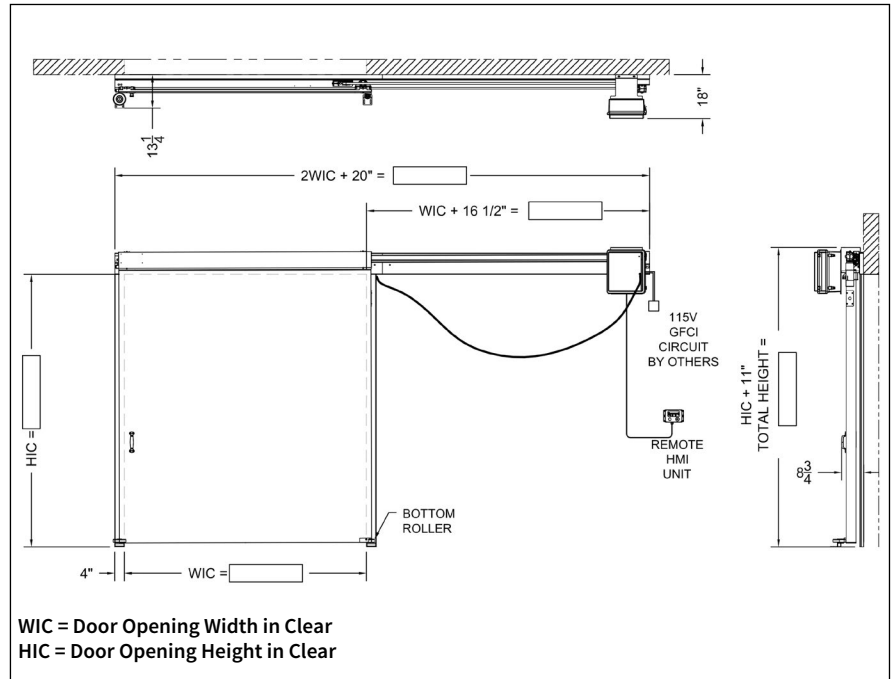 18"
13 1/4
2WIC + 20" =
WIC + 16 1/2" =
115V
GFCI
CIRCUIT
BY OTHERS
HIC + 11"
TOTAL HEIGHT =
HIC =
REMOTE
HMI
UNIT
8 3/4
BOTTOM
ROLLER
4"
WIC =
WIC = Door Opening Width in Clear
HIC = Door Opening Height in Clear